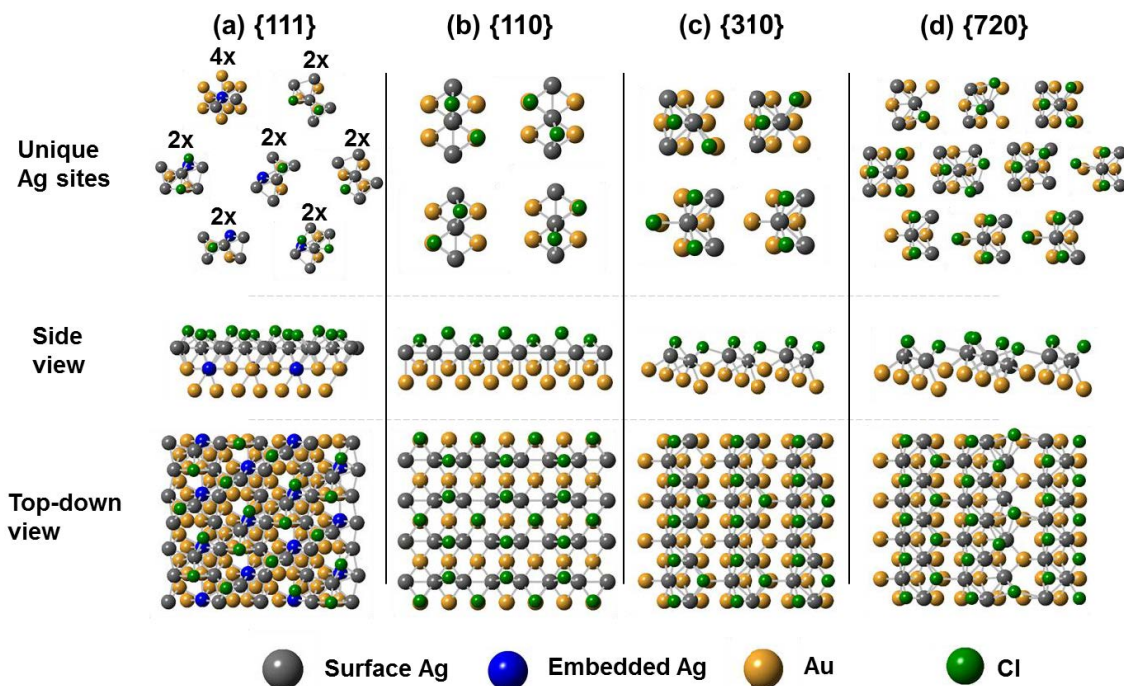 (a) {111} (b) {110} (c) {310} (d) {720}
4x 2x
Unique
Ag sites
2x 2x 2x
2x 2x
Side
view
Top-down
view
Surface Ag Embedded Ag Au Cl